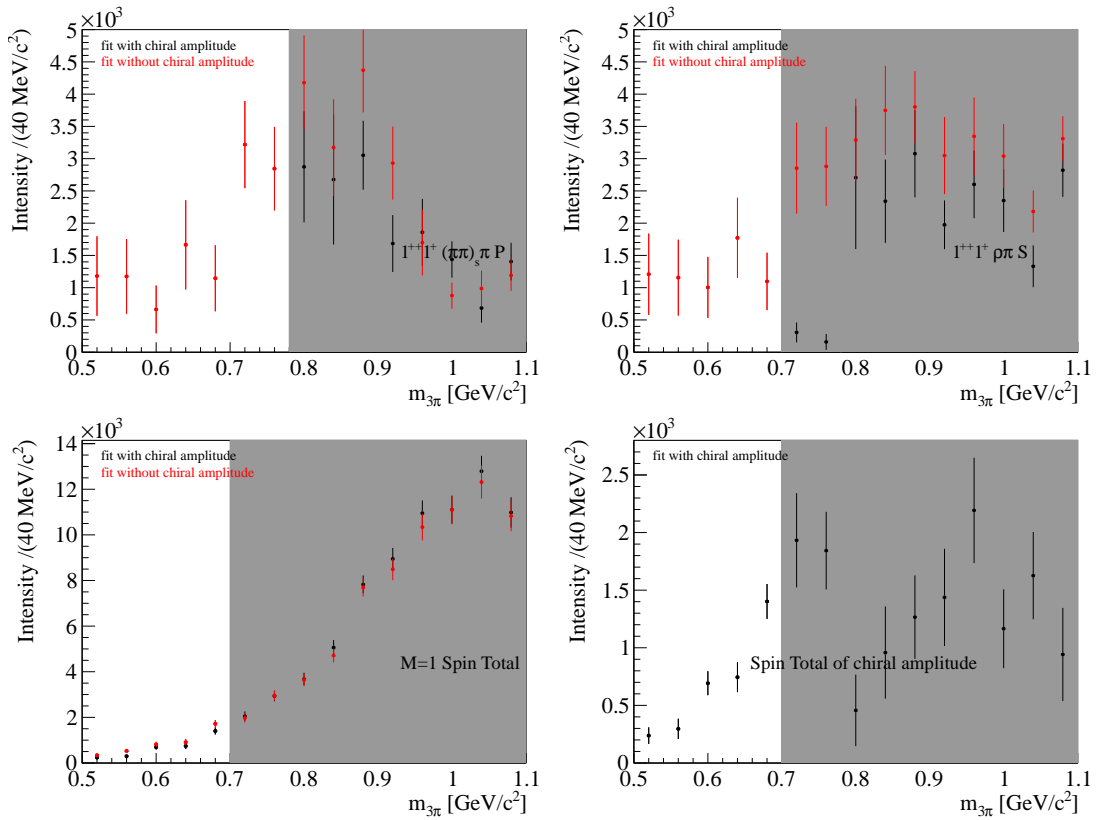 ×10³
Intensity /(40 MeV/c²)
5
4.5
4
3.5
3
2.5
2
1.5
1
0.5
0
fit with chiral amplitude
fit without chiral amplitude
1⁺⁺1⁺ (ππ)ₛπ P
0.5 0.6 0.7 0.8 0.9 1 1.1
m₃π [GeV/c²]
×10³
Intensity /(40 MeV/c²)
5
4.5
4
3.5
3
2.5
2
1.5
1
0.5
0
fit with chiral amplitude
fit without chiral amplitude
1⁺⁺1⁺ ρπ S
0.5 0.6 0.7 0.8 0.9 1 1.1
m₃π [GeV/c²]
×10³
Intensity /(40 MeV/c²)
14
12
10
8
6
4
2
0
fit with chiral amplitude
fit without chiral amplitude
M=1 Spin Total
0.5 0.6 0.7 0.8 0.9 1 1.1
m₃π [GeV/c²]
×10³
Intensity /(40 MeV/c²)
2.5
2
1.5
1
0.5
0
fit with chiral amplitude
Spin Total of chiral amplitude
0.5 0.6 0.7 0.8 0.9 1 1.1
m₃π [GeV/c²]